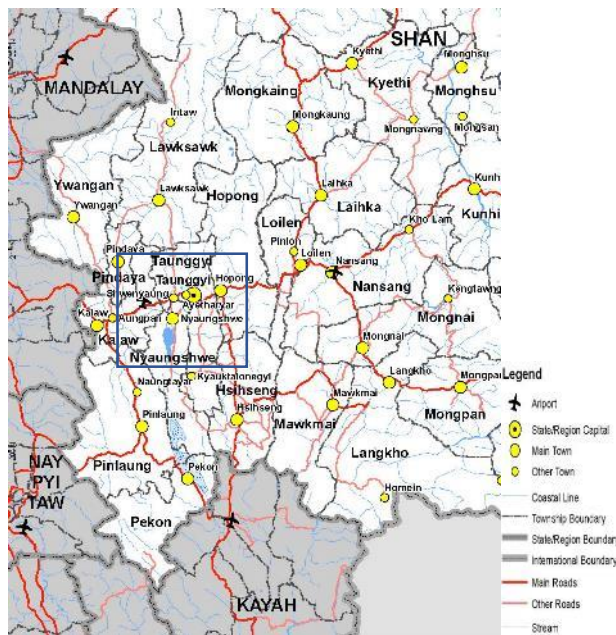 SHAN
Kyethi
Monghsu
MANDALAY
Kyethi
Mongkaing
Monghsu
Intaw
Mongkaung
Mongnawng
Mongsan
Lawksawk
Ywangan
Hopong
Lawksawk
Laihka
Kunh
Ywangan
Loilen
Laihka
Kunhi
Kho Lam
Pindaya
Pinlon
Taunggyi
Loilen
Nansang
Pindaya
Taunggyi
Hopong
Nansang
Shwenyaung
Ayetharyar
Kengtawng
Kalaw
Aungpan
Nyaungshwe
Mongnai
Kalaw
Mongnai
Nyaungshwe
Kyauktalonegyi
Langkho
Mongpan
Naungtayar
Hsihseng
Mawkmai
Pinlaung
Hsihseng
Mawkmai
Mongpan
NAY
PYI
TAW
Pinlaung
Langkho
Pekon
Homein
Pekon
KAYAH
Legend
Ariport
State/Region Capital
Main Town
Other Town
Coastal Line
Township Boundary
State/Region Boundary
International Boundary
Main Roads
Other Roads
Stream